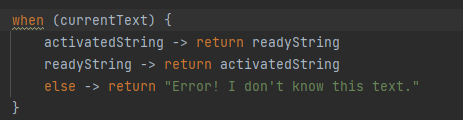 when (currentText) {
    activatedString -> return readyString
    readyString -> return activatedString
    else -> return "Error! I don't know this text."
}